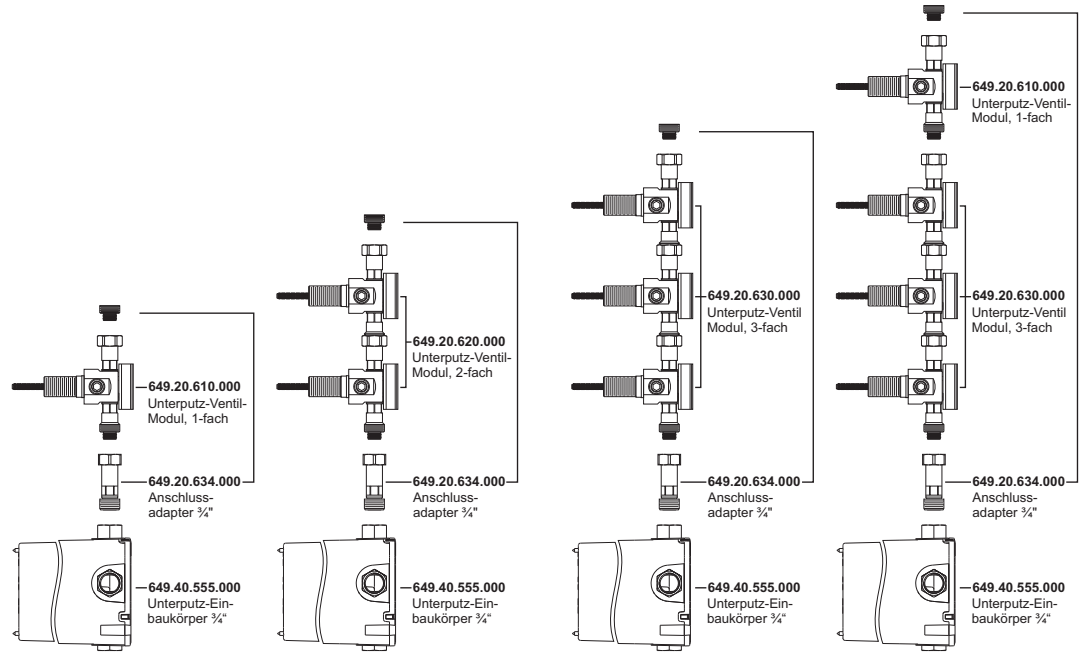 649.20.610.000
Unterputz-Ventil-
Modul, 1-fach
649.20.634.000
Anschluss-
adapter ¾"
649.40.555.000
Unterputz-Ein-
baukörper ¾“
649.20.620.000
Unterputz-Ventil-
Modul, 2-fach
649.20.634.000
Anschluss-
adapter ¾"
649.40.555.000
Unterputz-Ein-
baukörper ¾“
649.20.630.000
Unterputz-Ventil
Modul, 3-fach
649.20.634.000
Anschluss-
adapter ¾"
649.40.555.000
Unterputz-Ein-
baukörper ¾“
649.20.610.000
Unterputz-Ventil-
Modul, 1-fach
649.20.630.000
Unterputz-Ventil
Modul, 3-fach
649.20.634.000
Anschluss-
adapter ¾"
649.40.555.000
Unterputz-Ein-
baukörper ¾“